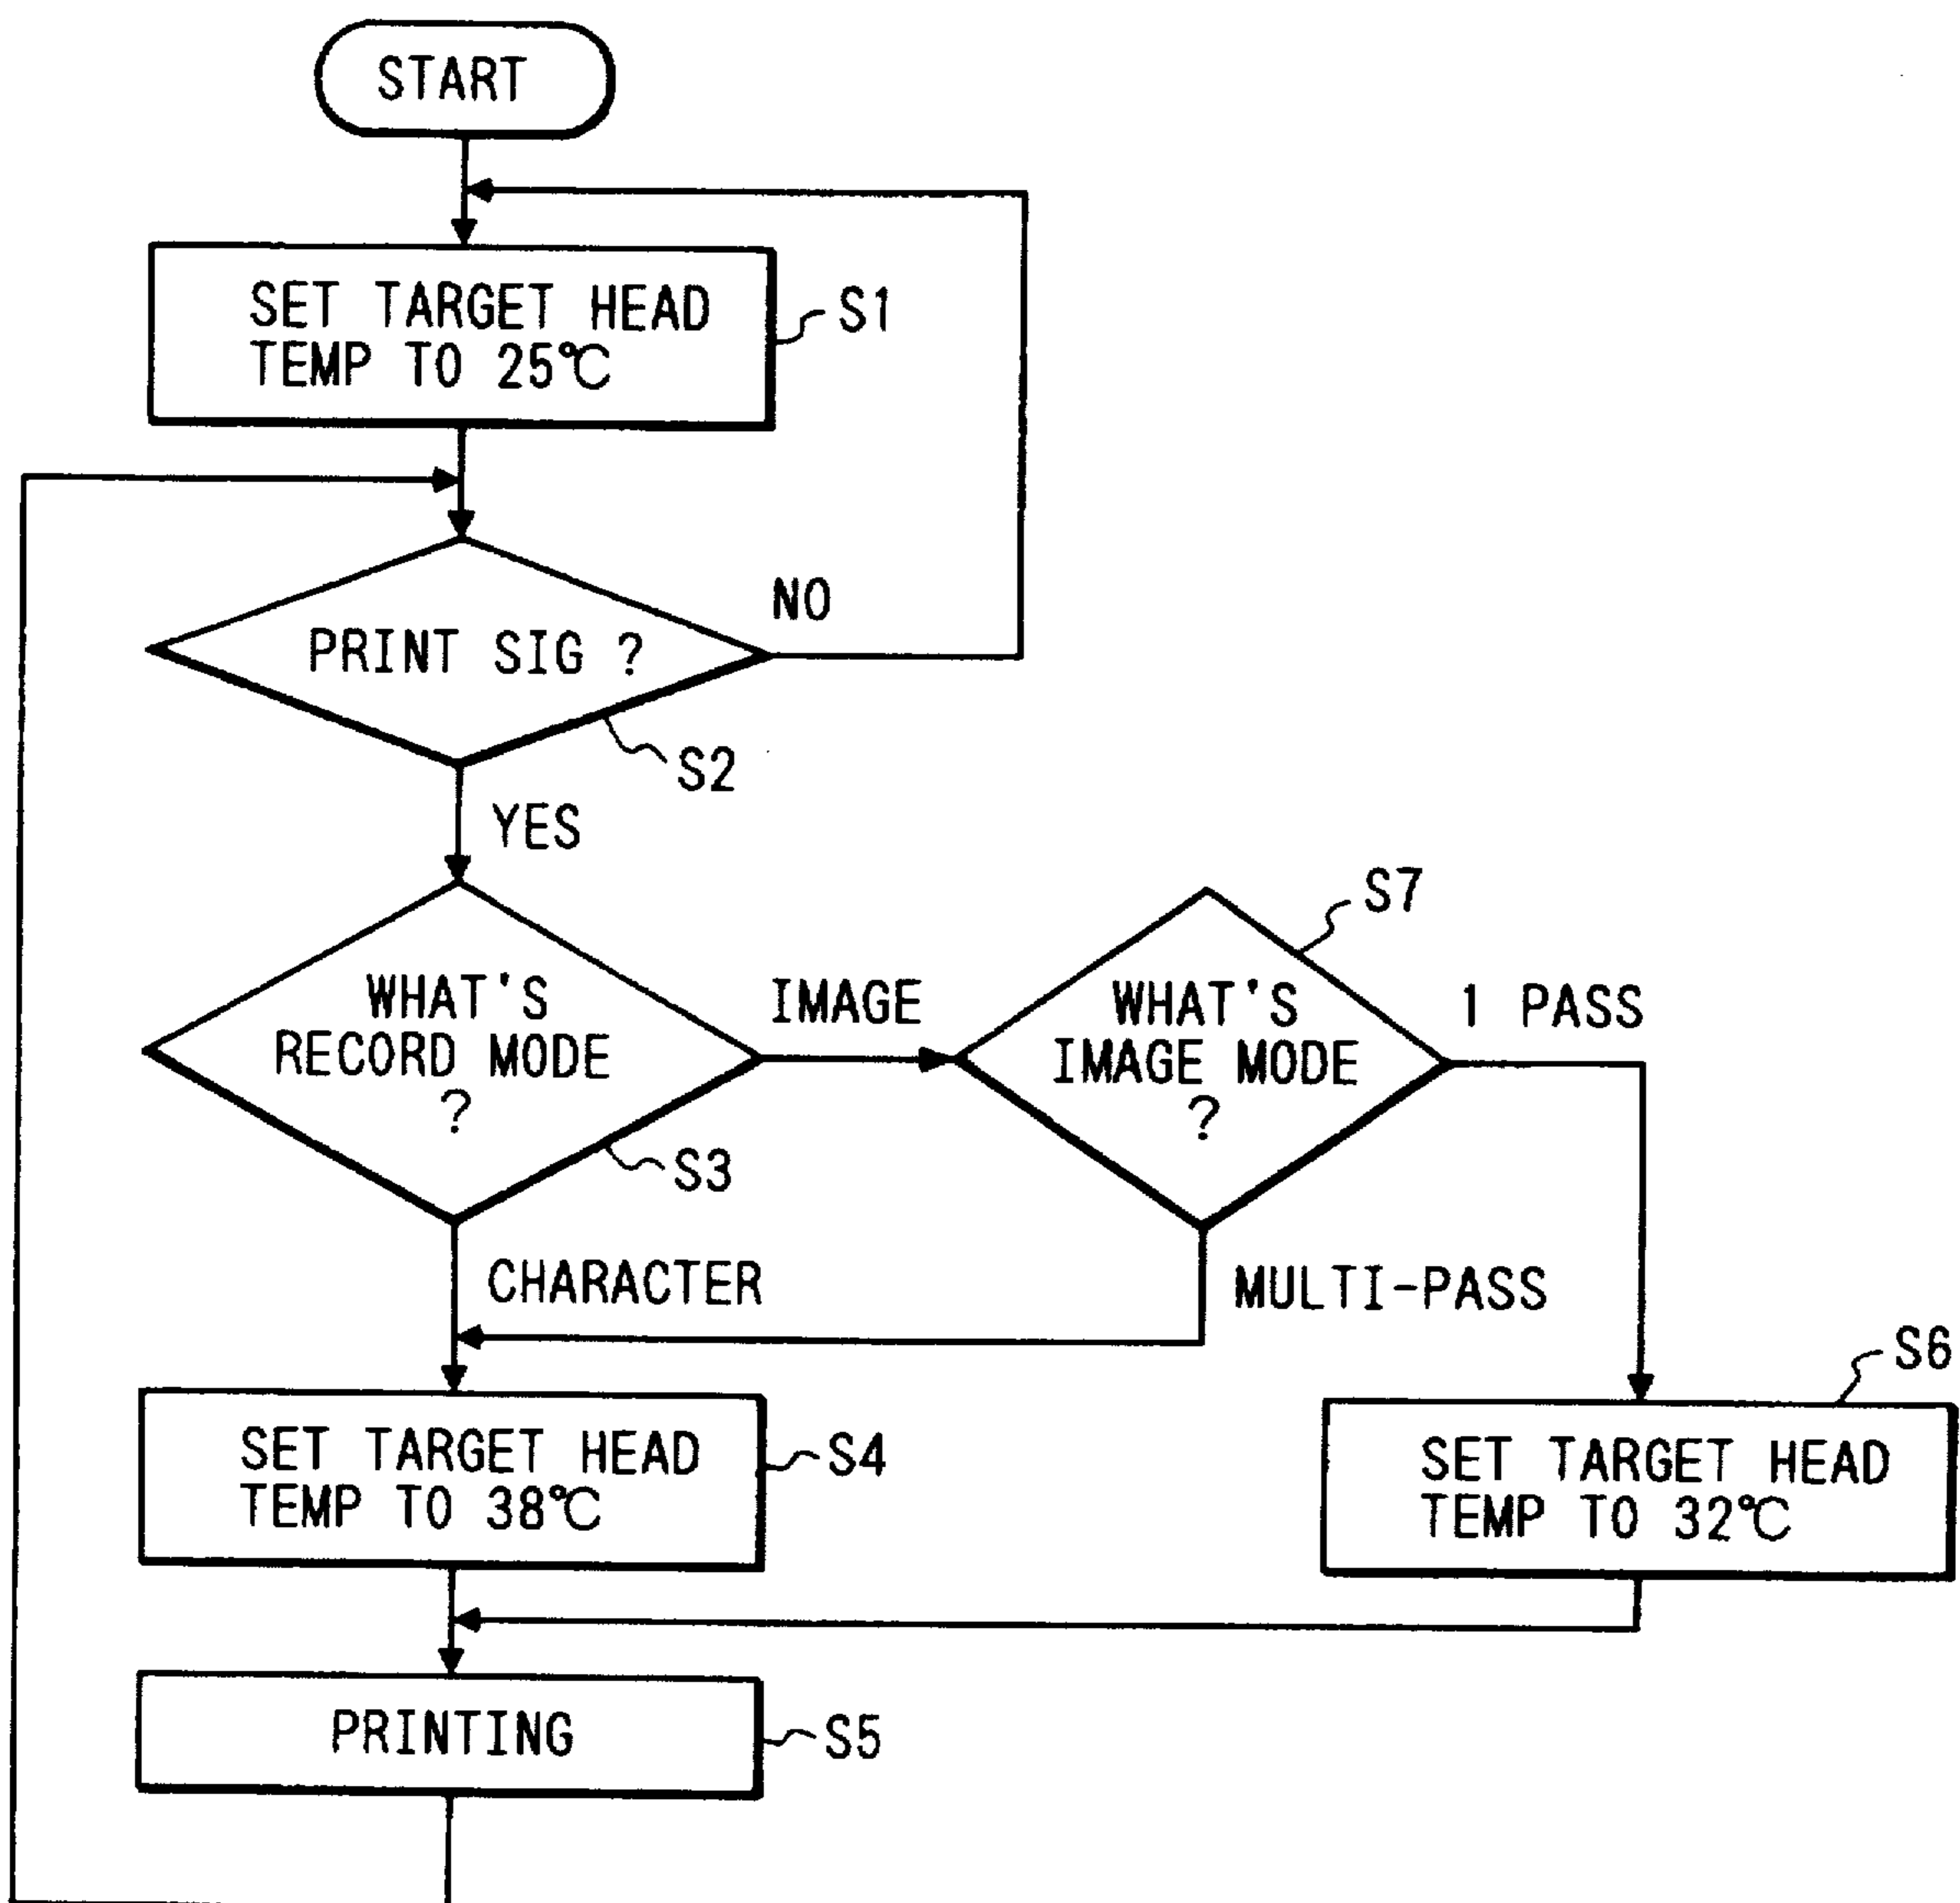 START
SET TARGET HEAD
TEMP TO 25℃
S1
PRINT SIG ?
NO
S2
YES
WHAT'S
RECORD MODE
?
S3
IMAGE
WHAT'S
IMAGE MODE
?
S7
1 PASS
CHARACTER
MULTI-PASS
SET TARGET HEAD
TEMP TO 38℃
S4
SET TARGET HEAD
TEMP TO 32℃
S6
PRINTING
S5